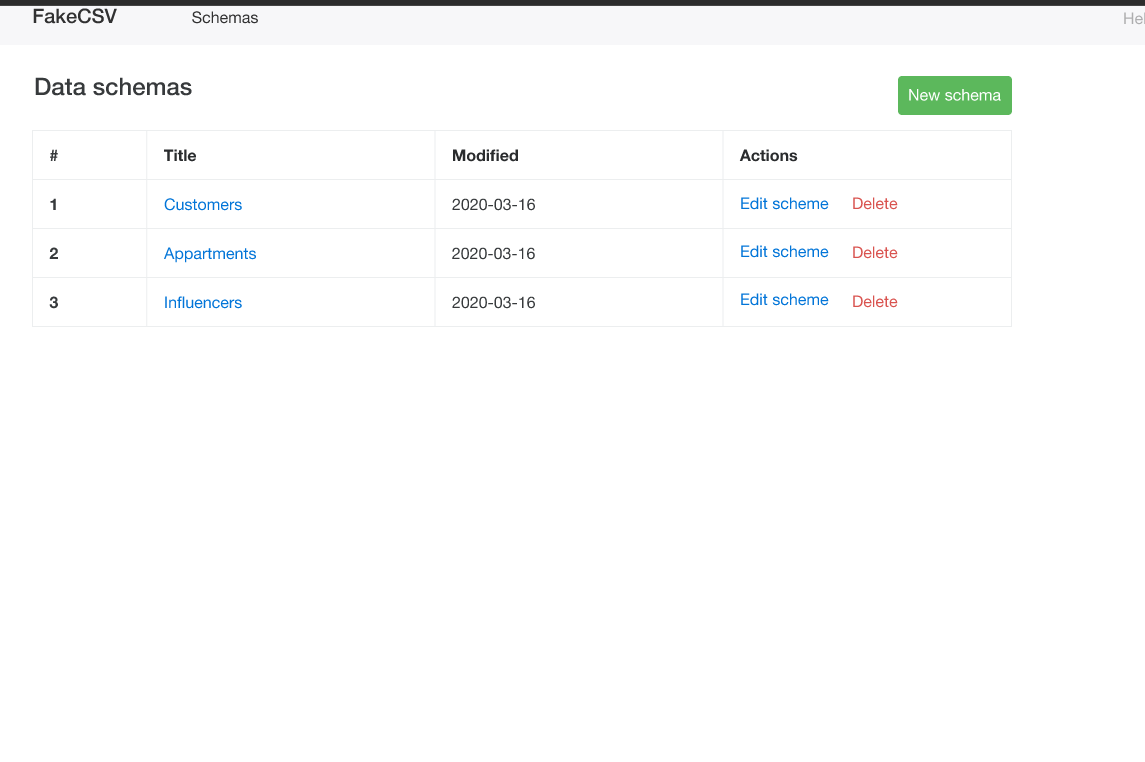 FakeCSV Schemas
Data schemas
New schema
# Title Modified Actions
1 Customers 2020-03-16 Edit scheme Delete
2 Appartments 2020-03-16 Edit scheme Delete
3 Influencers 2020-03-16 Edit scheme Delete